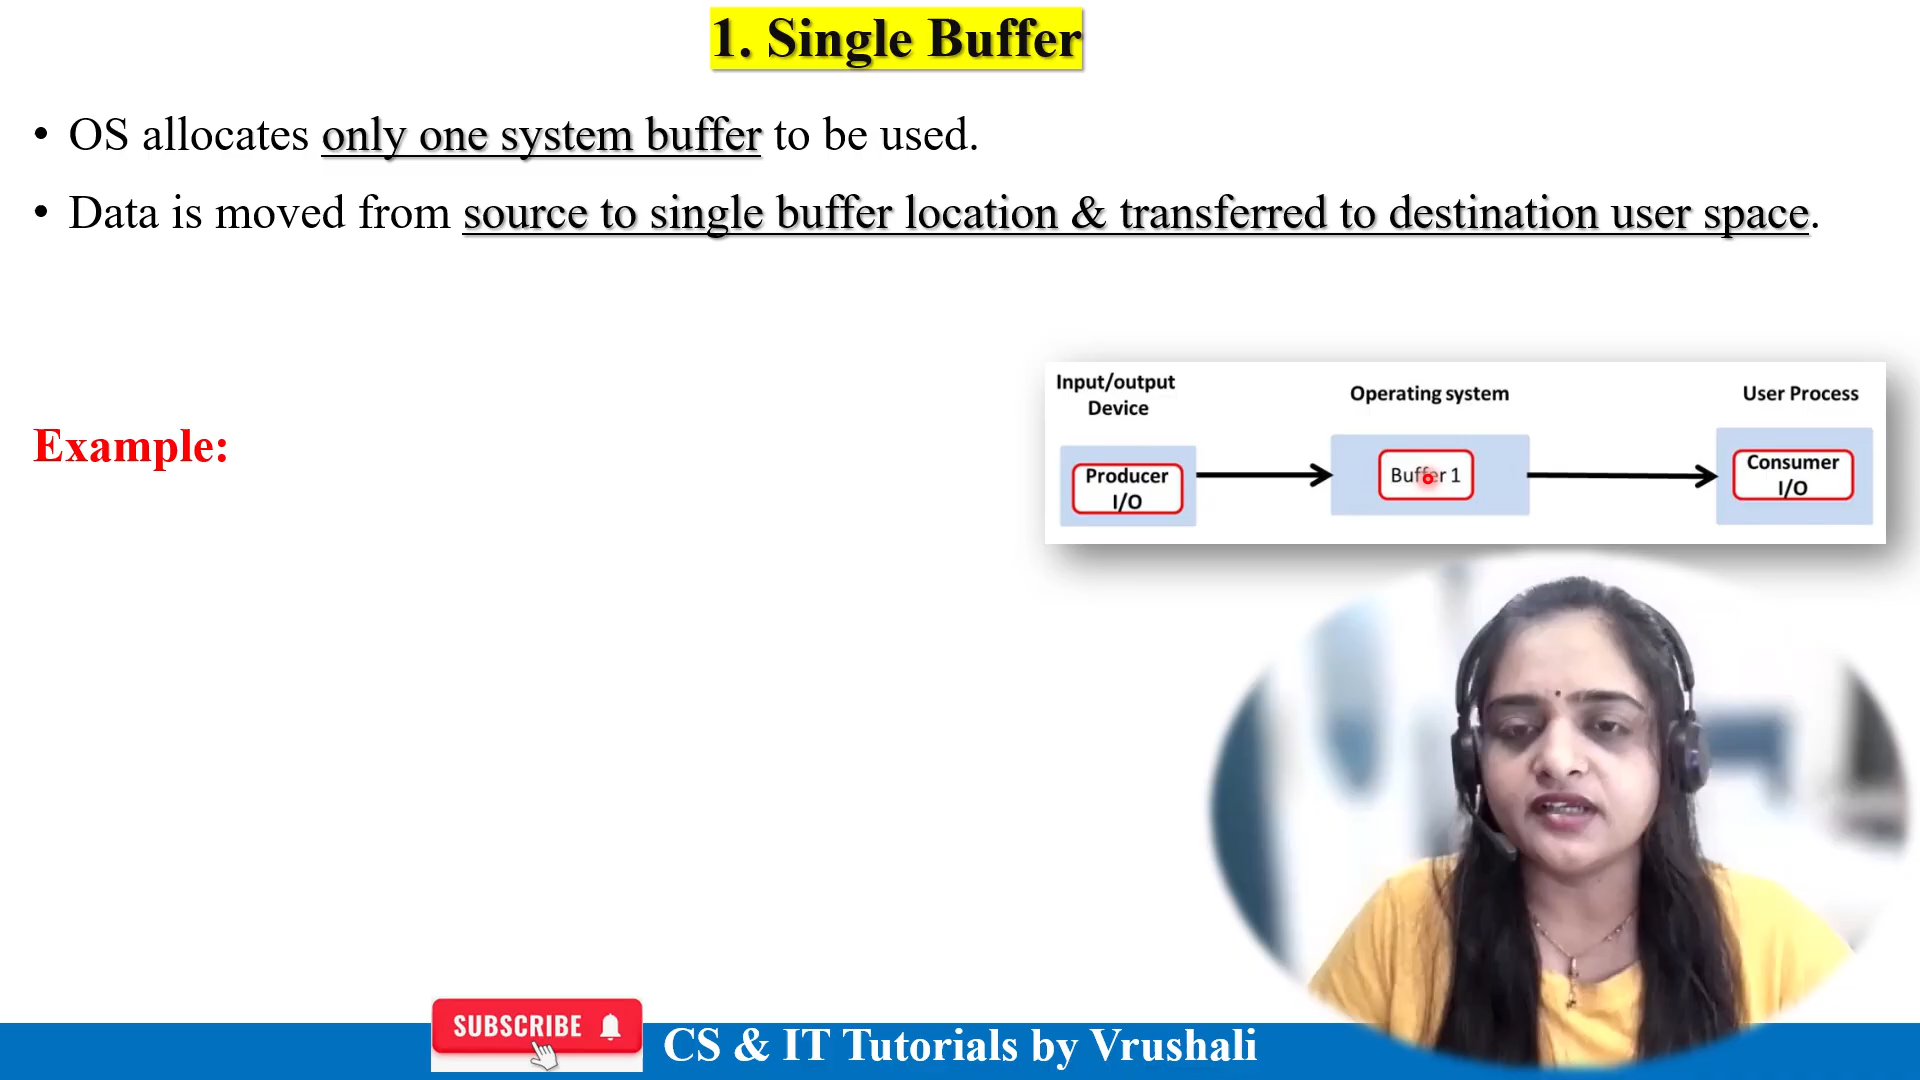 1. Single Buffer
• OS allocates only one system buffer to be used.
• Data is moved from source to single buffer location & transferred to destination user space.
Input/output
Device
Operating system
User Process
Example:
Producer
I/O
Buffer 1
Consumer
I/O
SUBSCRIBE
CS & IT Tutorials by Vrushali